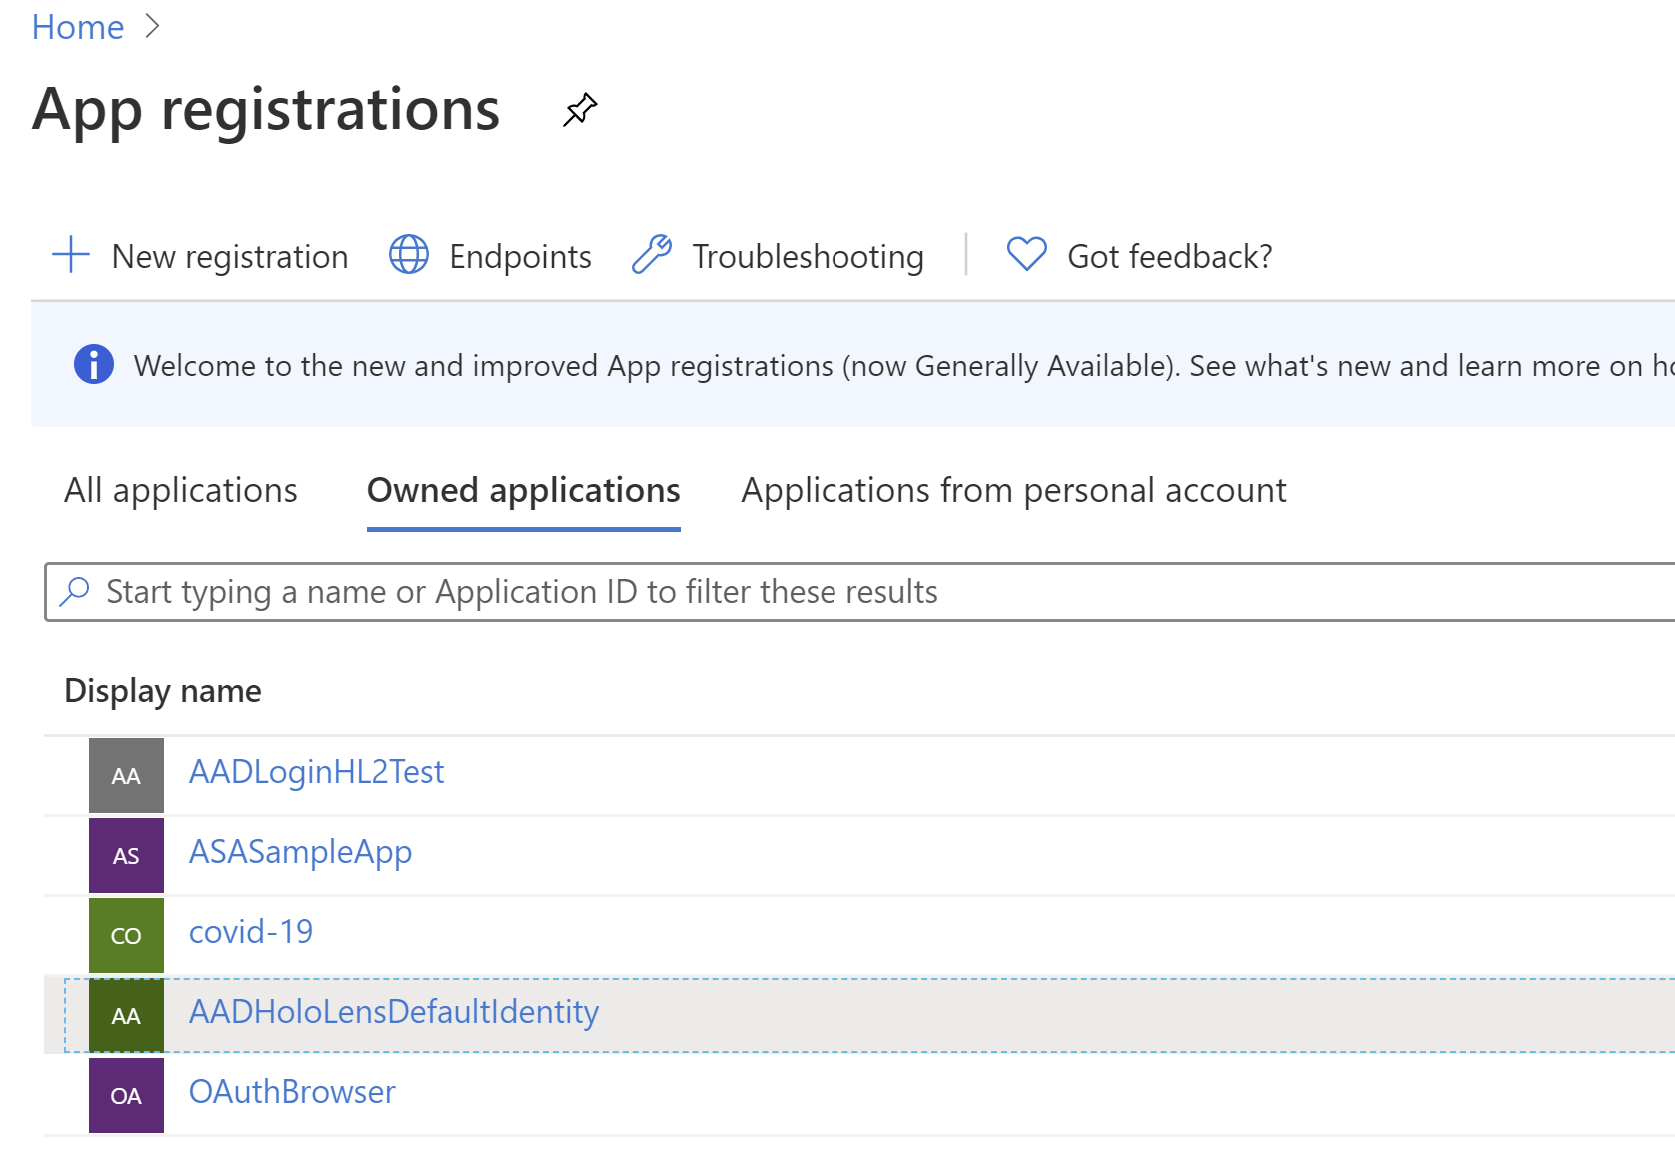 Home
App registrations
New registration Endpoints Troubleshooting Got feedback?
Welcome to the new and improved App registrations (now Generally Available). See what's new and learn more on
All applications Owned applications Applications from personal account
Start typing a name or Application ID to filter these results
Display name
AA AADLoginHL2Test
AS ASASampleApp
CO covid-19
AA AADHoloLensDefaultIdentity
OA OAuthBrowser